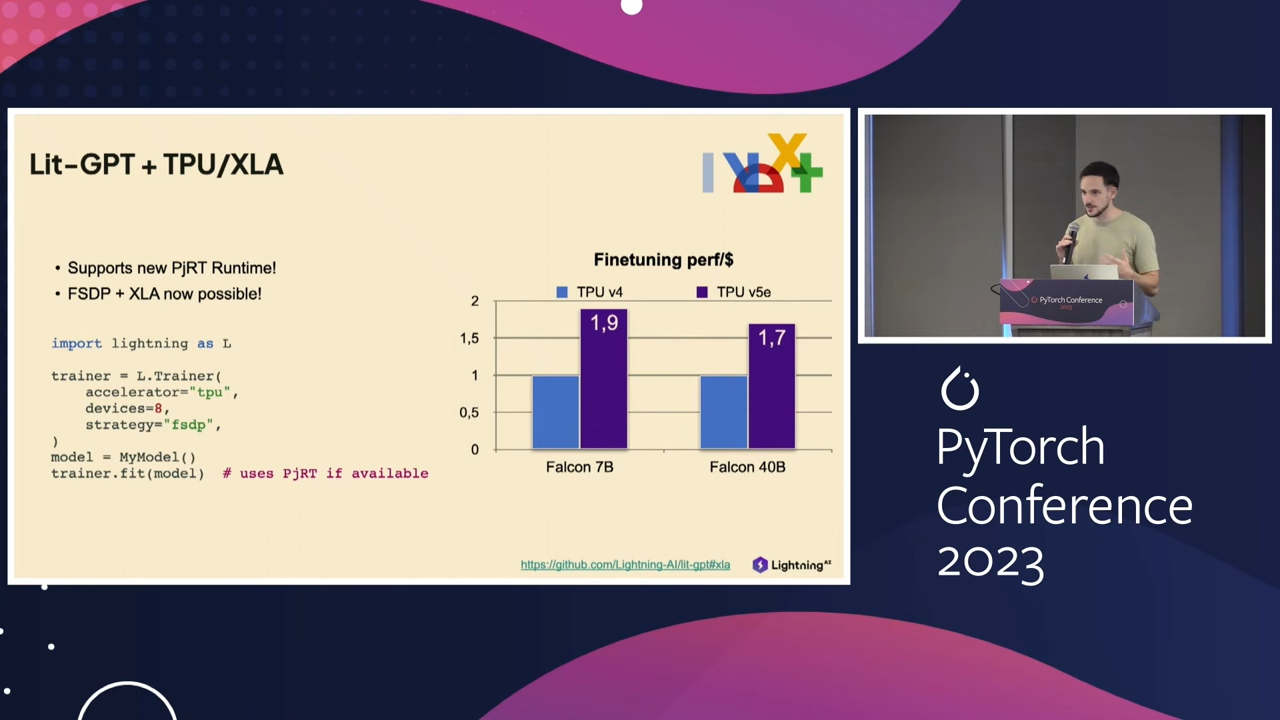 Lit-GPT + TPU/XLA
• Supports new PjRT Runtime!
• FSDP + XLA now possible!
import lightning as L
trainer = L.Trainer(
accelerator="tpu",
devices=8,
strategy="fsdp",
)
model = MyModel()
trainer.fit(model) # uses PjRT if available
Finetuning perf/$
TPU v4 TPU v5e
2
1,5
1
0,5
0
1,9
1,7
Falcon 7B Falcon 40B
https://github.com/Lightning-AI/lit-gpt#xla
Lightning AI
PyTorch Conference
2023
PyTorch
Conference
2023